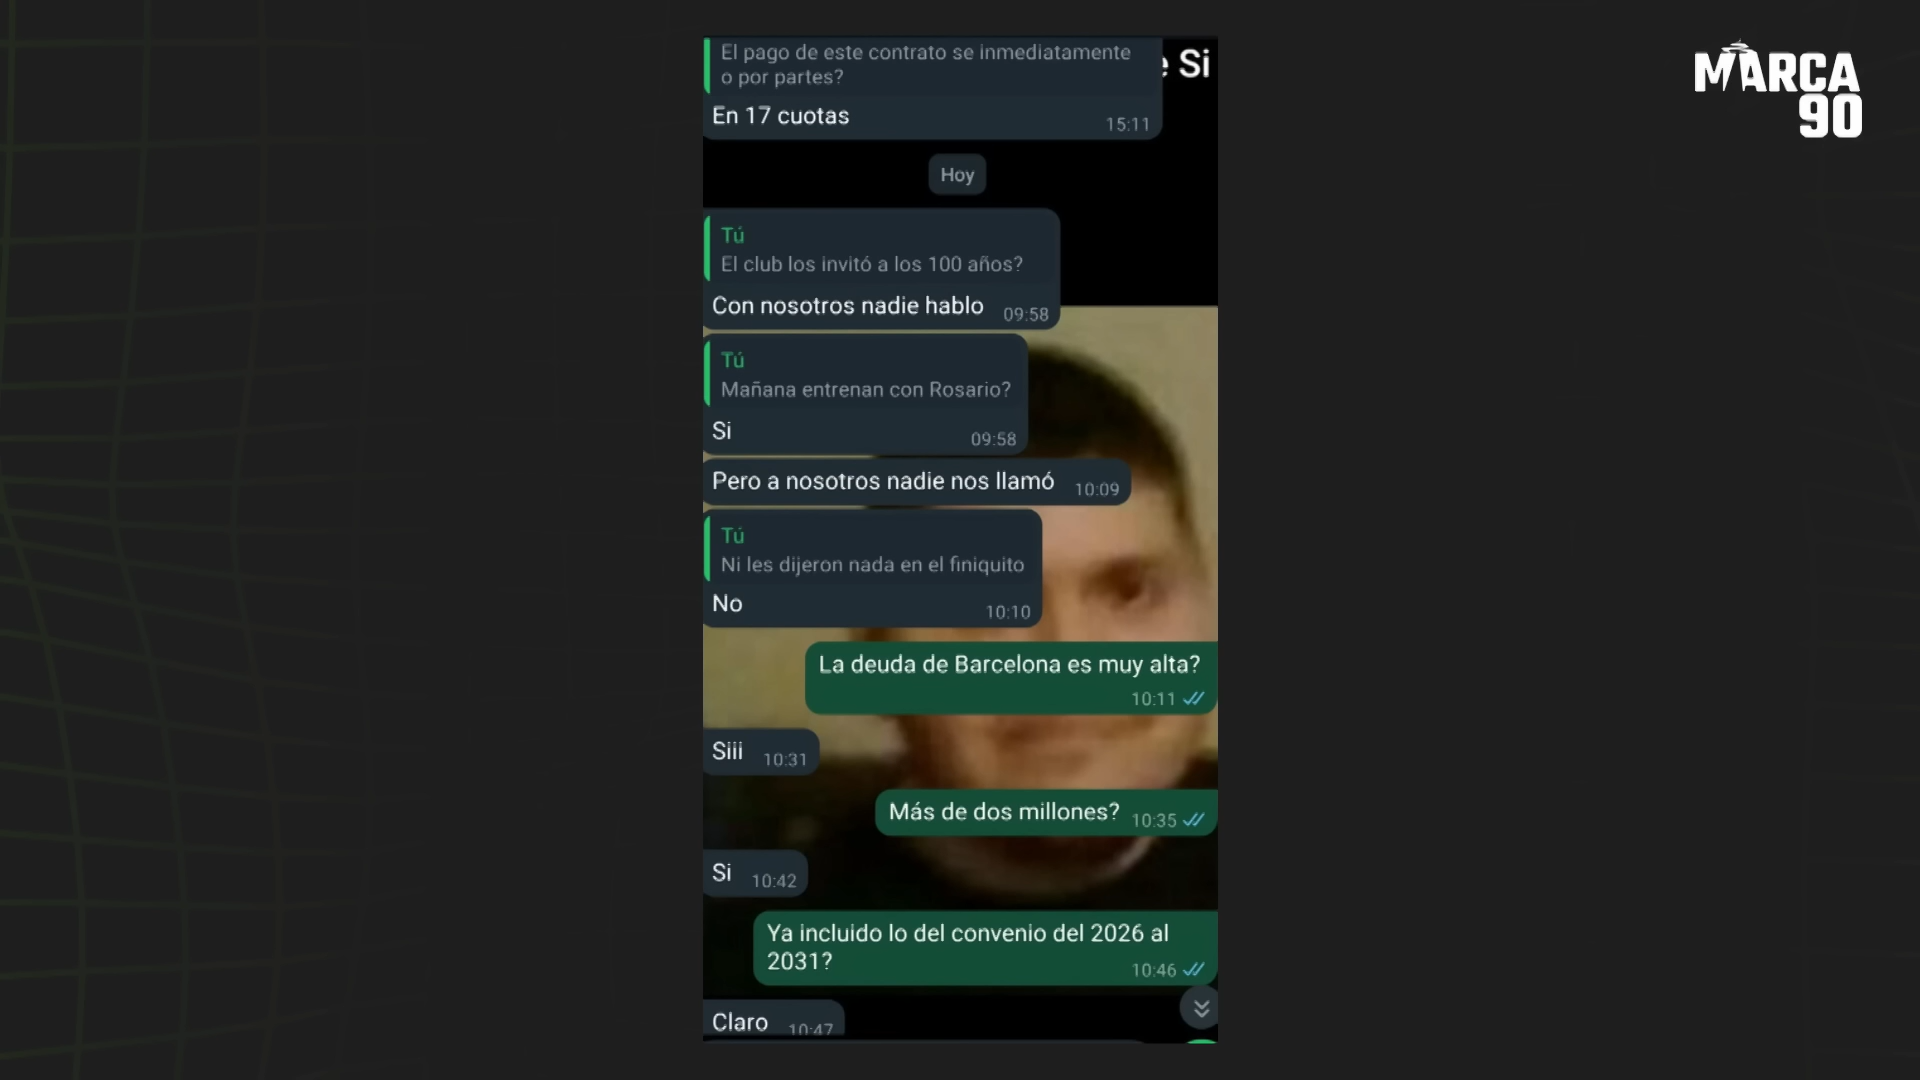 MARCA
90
e Si
El pago de este contrato se inmediatamente
o por partes?
En 17 cuotas
15:11
Hoy
Tú
El club los invitó a los 100 años?
Con nosotros nadie hablo 09:58
Tú
Mañana entrenan con Rosario?
Si 09:58
Pero a nosotros nadie nos llamó 10:09
Tú
Ni les dijeron nada en el finiquito
No 10:10
La deuda de Barcelona es muy alta?
10:11
Siii 10:31
Más de dos millones? 10:35
Si 10:42
Ya incluido lo del convenio del 2026 al
2031? 10:46
Claro 10:47